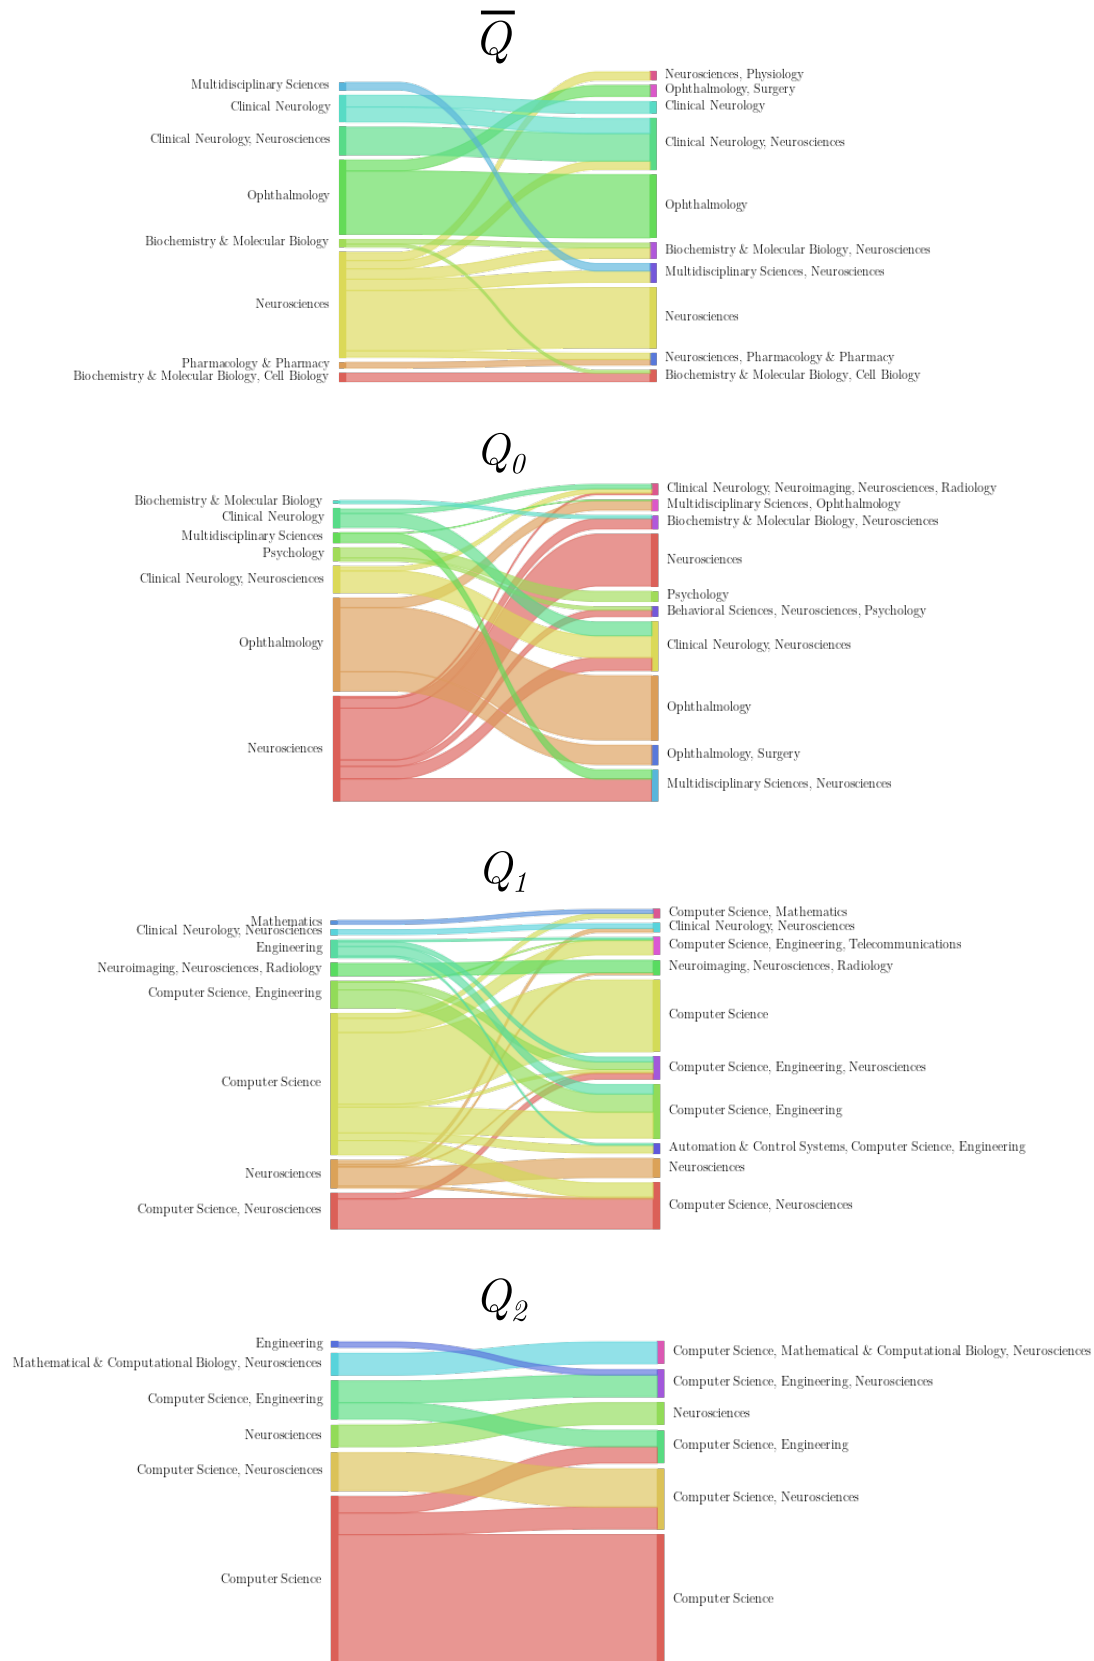 Q̅
Multidisciplinary Sciences
Clinical Neurology
Clinical Neurology, Neurosciences
Ophthalmology
Biochemistry & Molecular Biology
Neurosciences
Pharmacology & Pharmacy
Biochemistry & Molecular Biology, Cell Biology
Neurosciences, Physiology
Ophthalmology, Surgery
Clinical Neurology
Clinical Neurology, Neurosciences
Ophthalmology
Biochemistry & Molecular Biology, Neurosciences
Multidisciplinary Sciences, Neurosciences
Neurosciences
Neurosciences, Pharmacology & Pharmacy
Biochemistry & Molecular Biology, Cell Biology
Q0
Biochemistry & Molecular Biology
Clinical Neurology
Multidisciplinary Sciences
Psychology
Clinical Neurology, Neurosciences
Ophthalmology
Neurosciences
Clinical Neurology, Neuroimaging, Neurosciences, Radiology
Multidisciplinary Sciences, Ophthalmology
Biochemistry & Molecular Biology, Neurosciences
Neurosciences
Psychology
Behavioral Sciences, Neurosciences, Psychology
Clinical Neurology, Neurosciences
Ophthalmology
Ophthalmology, Surgery
Multidisciplinary Sciences, Neurosciences
Q1
Mathematics
Clinical Neurology, Neurosciences
Engineering
Neuroimaging, Neurosciences, Radiology
Computer Science, Engineering
Computer Science
Neurosciences
Computer Science, Neurosciences
Computer Science, Mathematics
Clinical Neurology, Neurosciences
Computer Science, Engineering, Telecommunications
Neuroimaging, Neurosciences, Radiology
Computer Science
Computer Science, Engineering, Neurosciences
Computer Science, Engineering
Automation & Control Systems, Computer Science, Engineering
Neurosciences
Computer Science, Neurosciences
Q2
Engineering
Mathematical & Computational Biology, Neurosciences
Computer Science, Engineering
Neurosciences
Computer Science, Neurosciences
Computer Science
Computer Science, Mathematical & Computational Biology, Neurosciences
Computer Science, Engineering, Neurosciences
Neurosciences
Computer Science, Engineering
Computer Science, Neurosciences
Computer Science